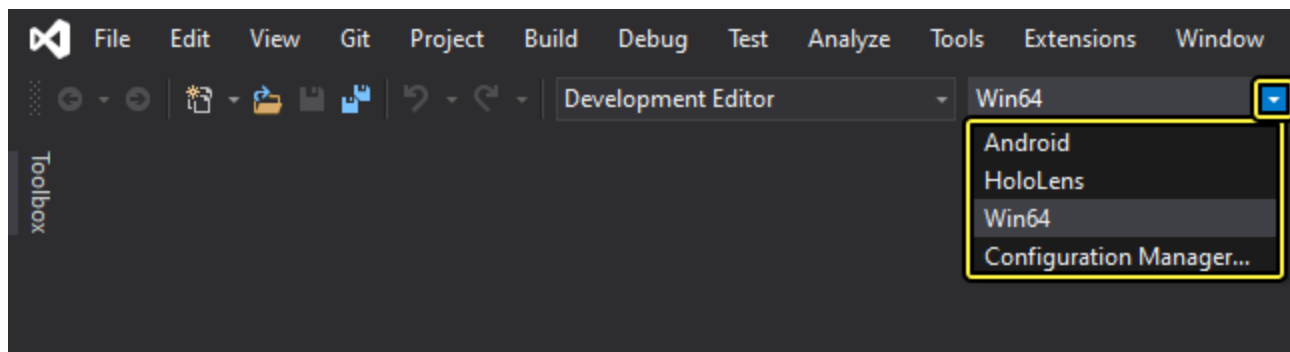 File Edit View Git Project Build Debug Test Analyze Tools Extensions Window
Development Editor Win64
Toolbox
Android
HoloLens
Win64
Configuration Manager...